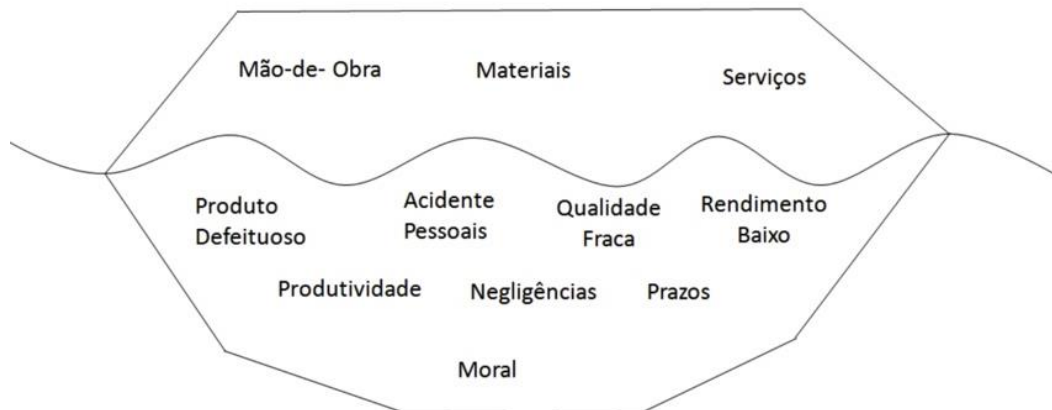 Mão-de- Obra
Materiais
Serviços
Produto
Defeituoso
Acidente
Pessoais
Qualidade
Fraca
Rendimento
Baixo
Produtividade
Negligências
Prazos
Moral